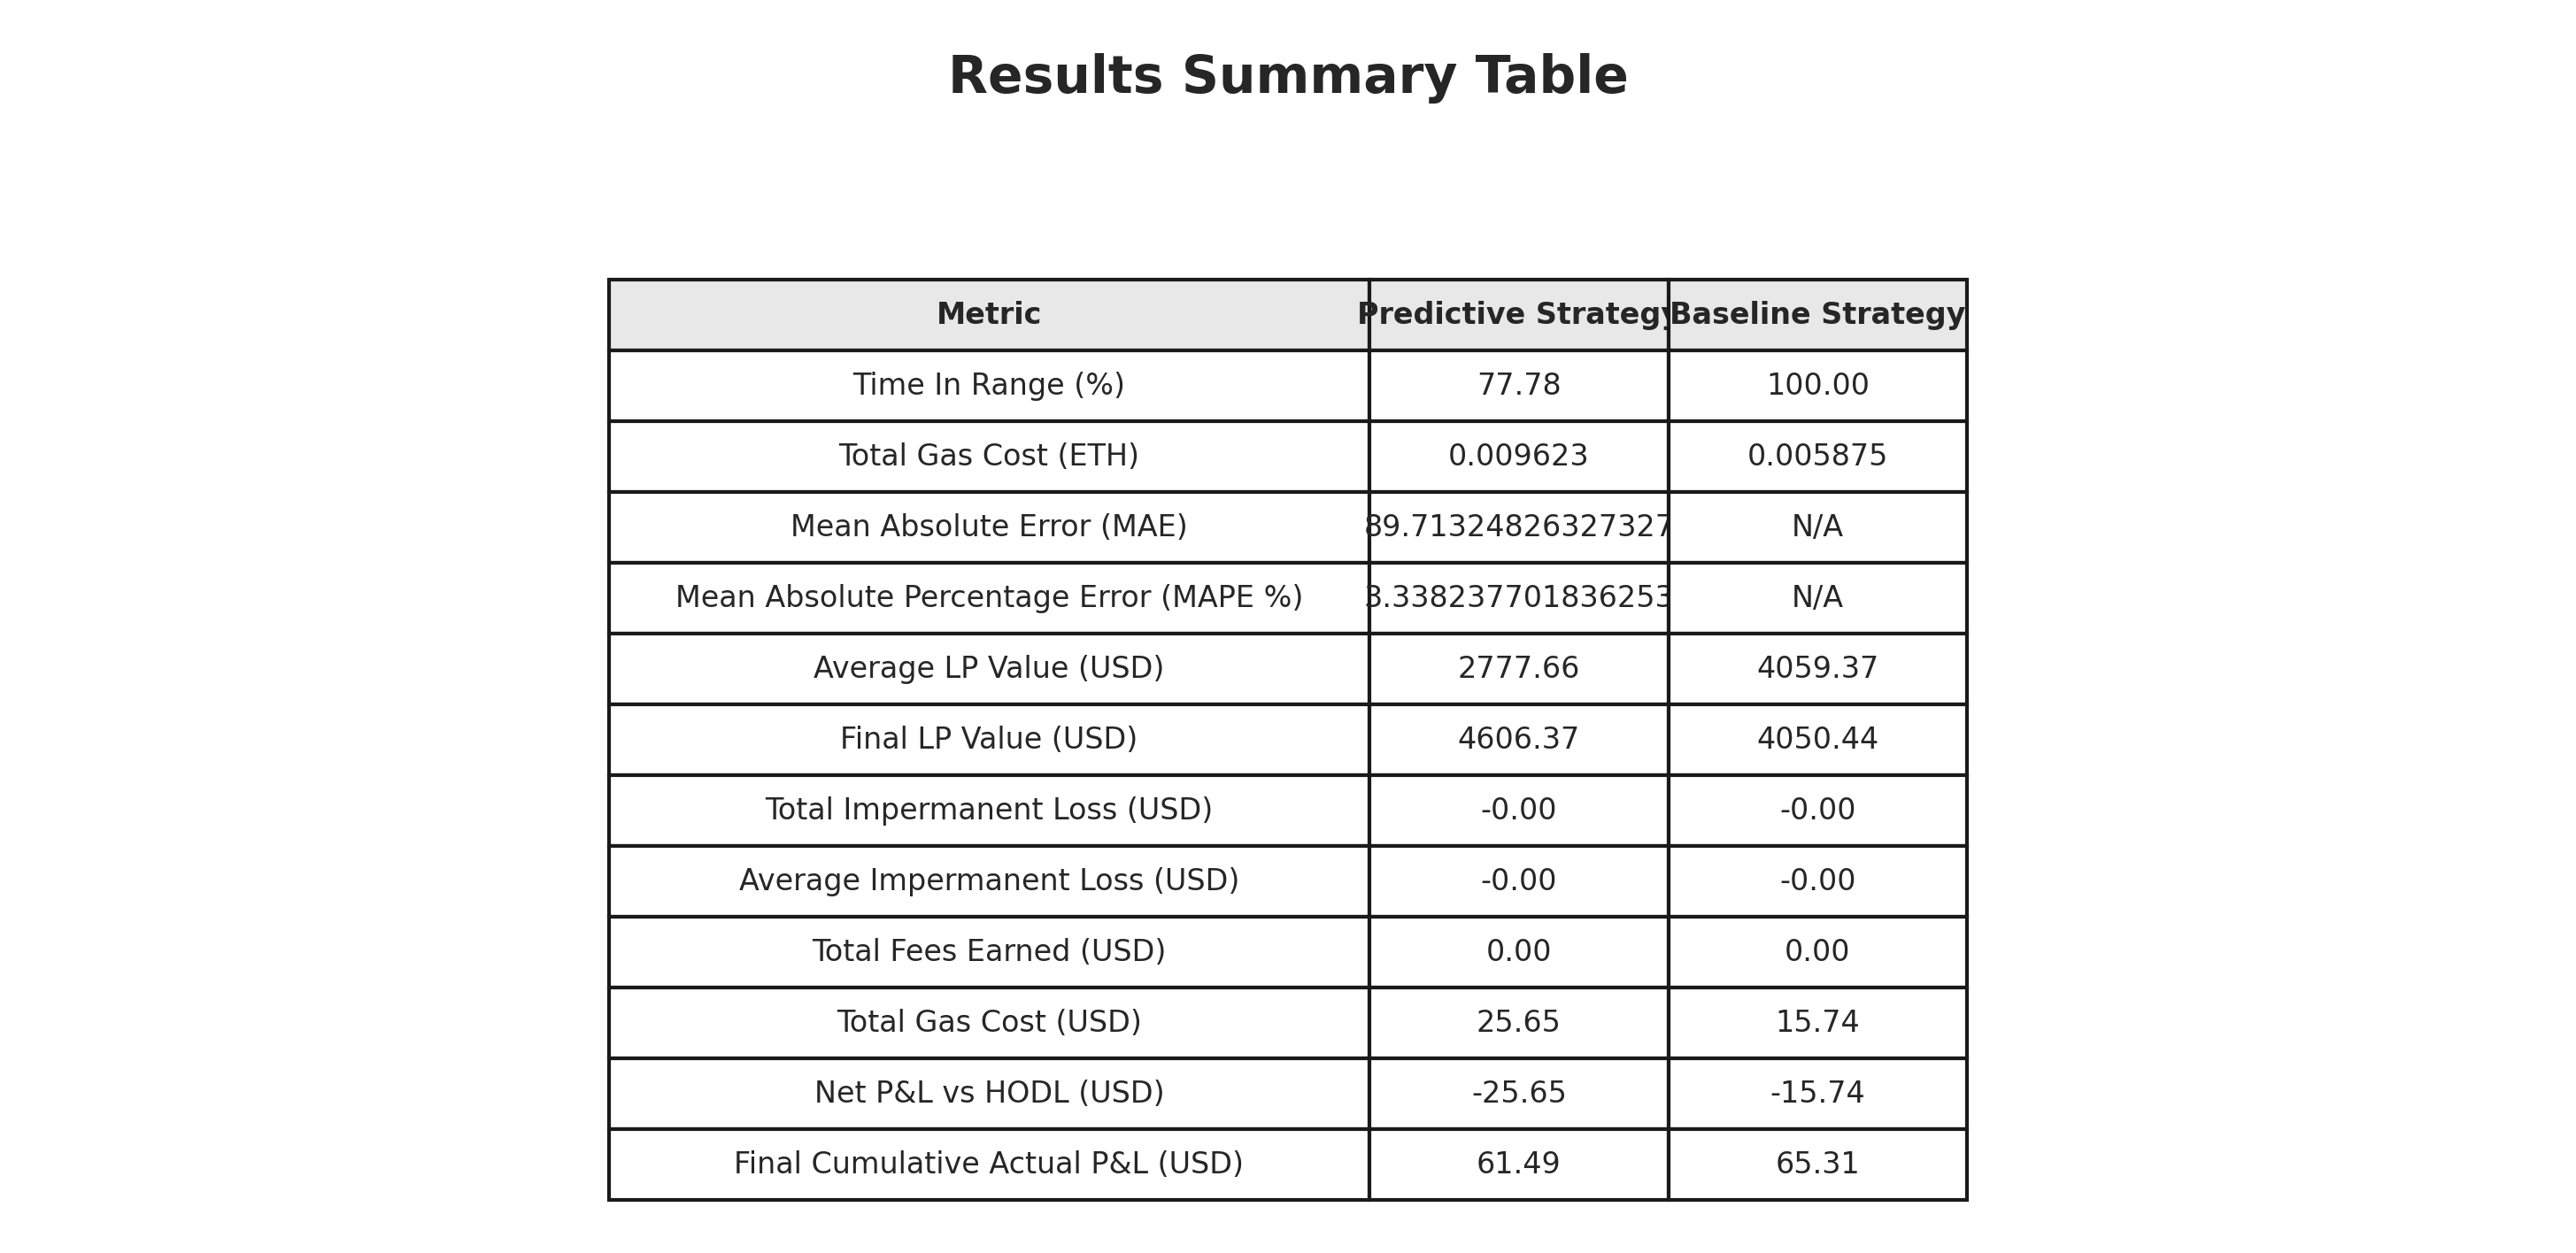 Results Summary Table
Metric Predictive Strategy Baseline Strategy
Time In Range (%) 77.78 100.00
Total Gas Cost (ETH) 0.009623 0.005875
Mean Absolute Error (MAE) 89.71324826327327 N/A
Mean Absolute Percentage Error (MAPE %) 3.338237701836253 N/A
Average LP Value (USD) 2777.66 4059.37
Final LP Value (USD) 4606.37 4050.44
Total Impermanent Loss (USD) -0.00 -0.00
Average Impermanent Loss (USD) -0.00 -0.00
Total Fees Earned (USD) 0.00 0.00
Total Gas Cost (USD) 25.65 15.74
Net P&L vs HODL (USD) -25.65 -15.74
Final Cumulative Actual P&L (USD) 61.49 65.31